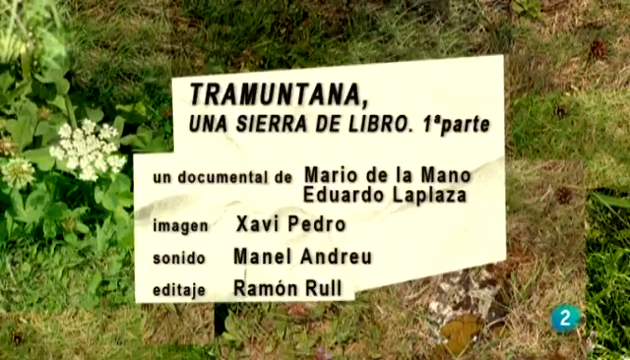 TRAMUNTANA,
UNA SIERRA DE LIBRO. 1ªparte
un documental de Mario de la Mano
Eduardo Laplaza
imagen Xavi Pedro
sonido Manel Andreu
editaje Ramón Rull
2